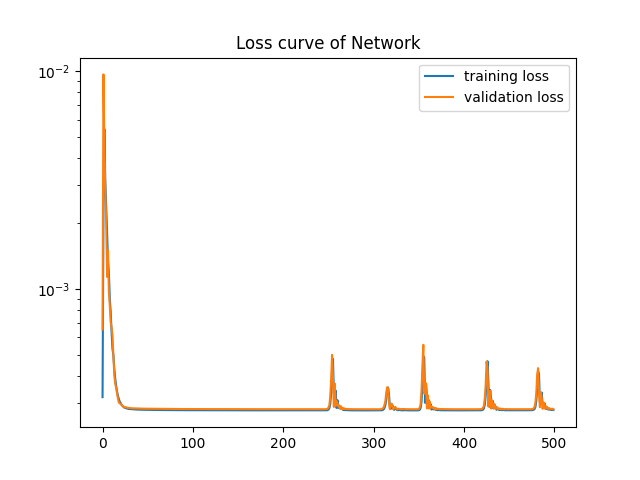 Loss curve of Network
training loss
validation loss
10⁻²
10⁻³
0 100 200 300 400 500